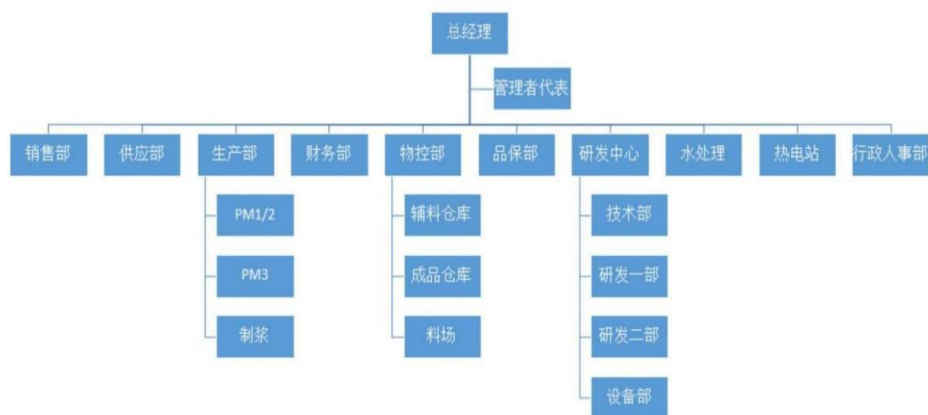 总经理
管理者代表
销售部
供应部
生产部
财务部
物控部
品保部
研发中心
水处理
热电站
行政人事部
PM1/2
辅料仓库
技术部
PM3
成品仓库
研发一部
制浆
料场
研发二部
设备部